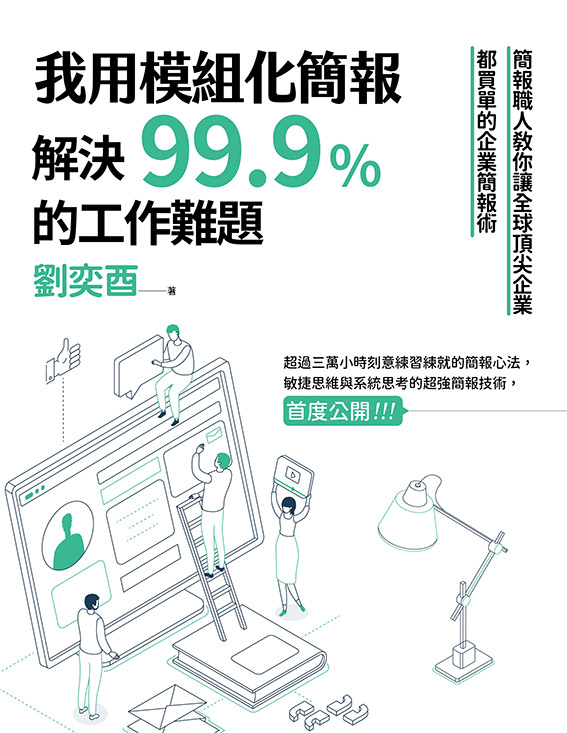 我用模組化簡報
解決99.9%
的工作難題
劉奕酉——著
簡報職人教你讓全球頂尖企業
都買單的企業簡報術
超過三萬小時刻意練習練就的簡報心法，
敏捷思維與系統思考的超強簡報技術，
首度公開!!!